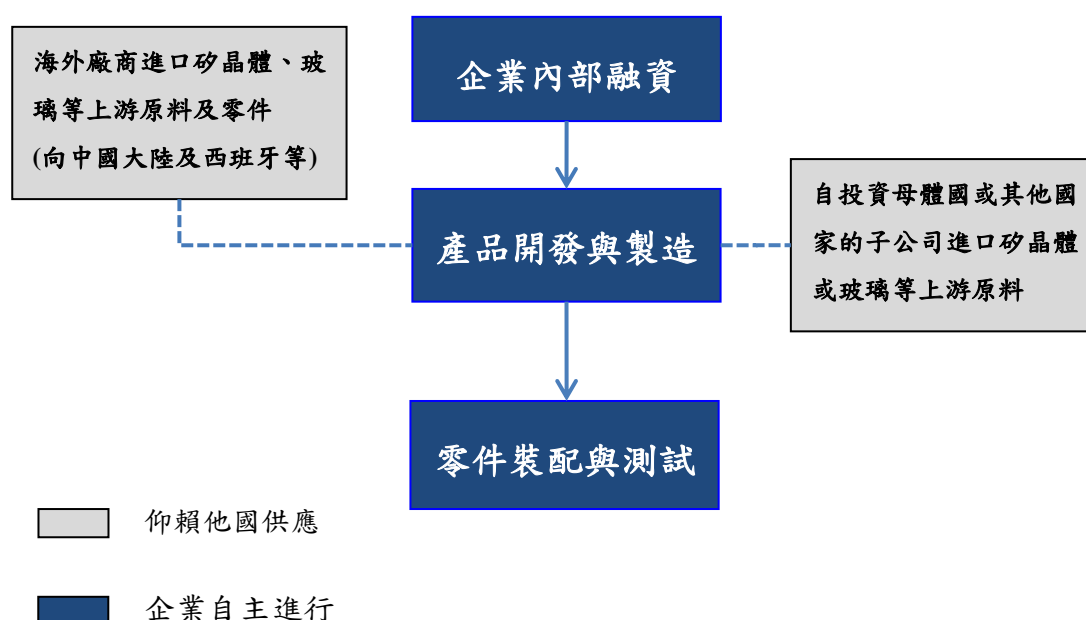 海外廠商進口矽晶體、玻
璃等上游原料及零件
(向中國大陸及西班牙等)
企業內部融資
產品開發與製造
自投資母體國或其他國
家的子公司進口矽晶體
或玻璃等上游原料
零件裝配與測試
仰賴他國供應
企業自主進行